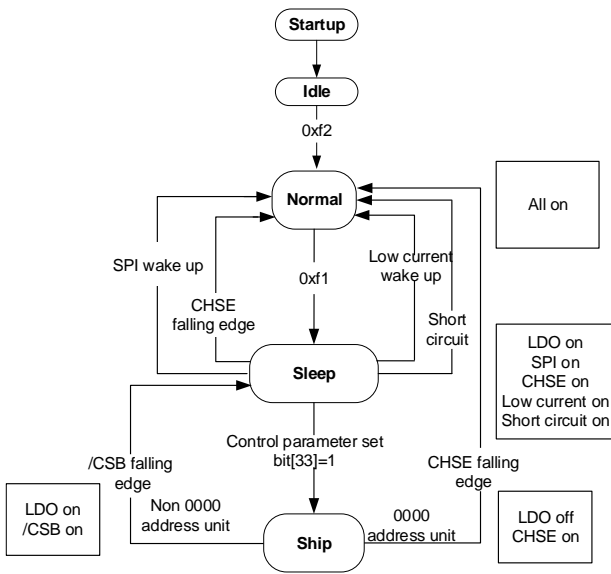 Startup
Idle
0xf2
Normal
All on
SPI wake up
CHSE
falling edge
0xf1
Low current
wake up
Short
circuit
LDO on
SPI on
CHSE on
Low current on
Short circuit on
Sleep
Control parameter set
bit[33]=1
/CSB falling
edge
CHSE falling
edge
LDO on
/CSB on
Non 0000
address unit
0000
address unit
LDO off
CHSE on
Ship